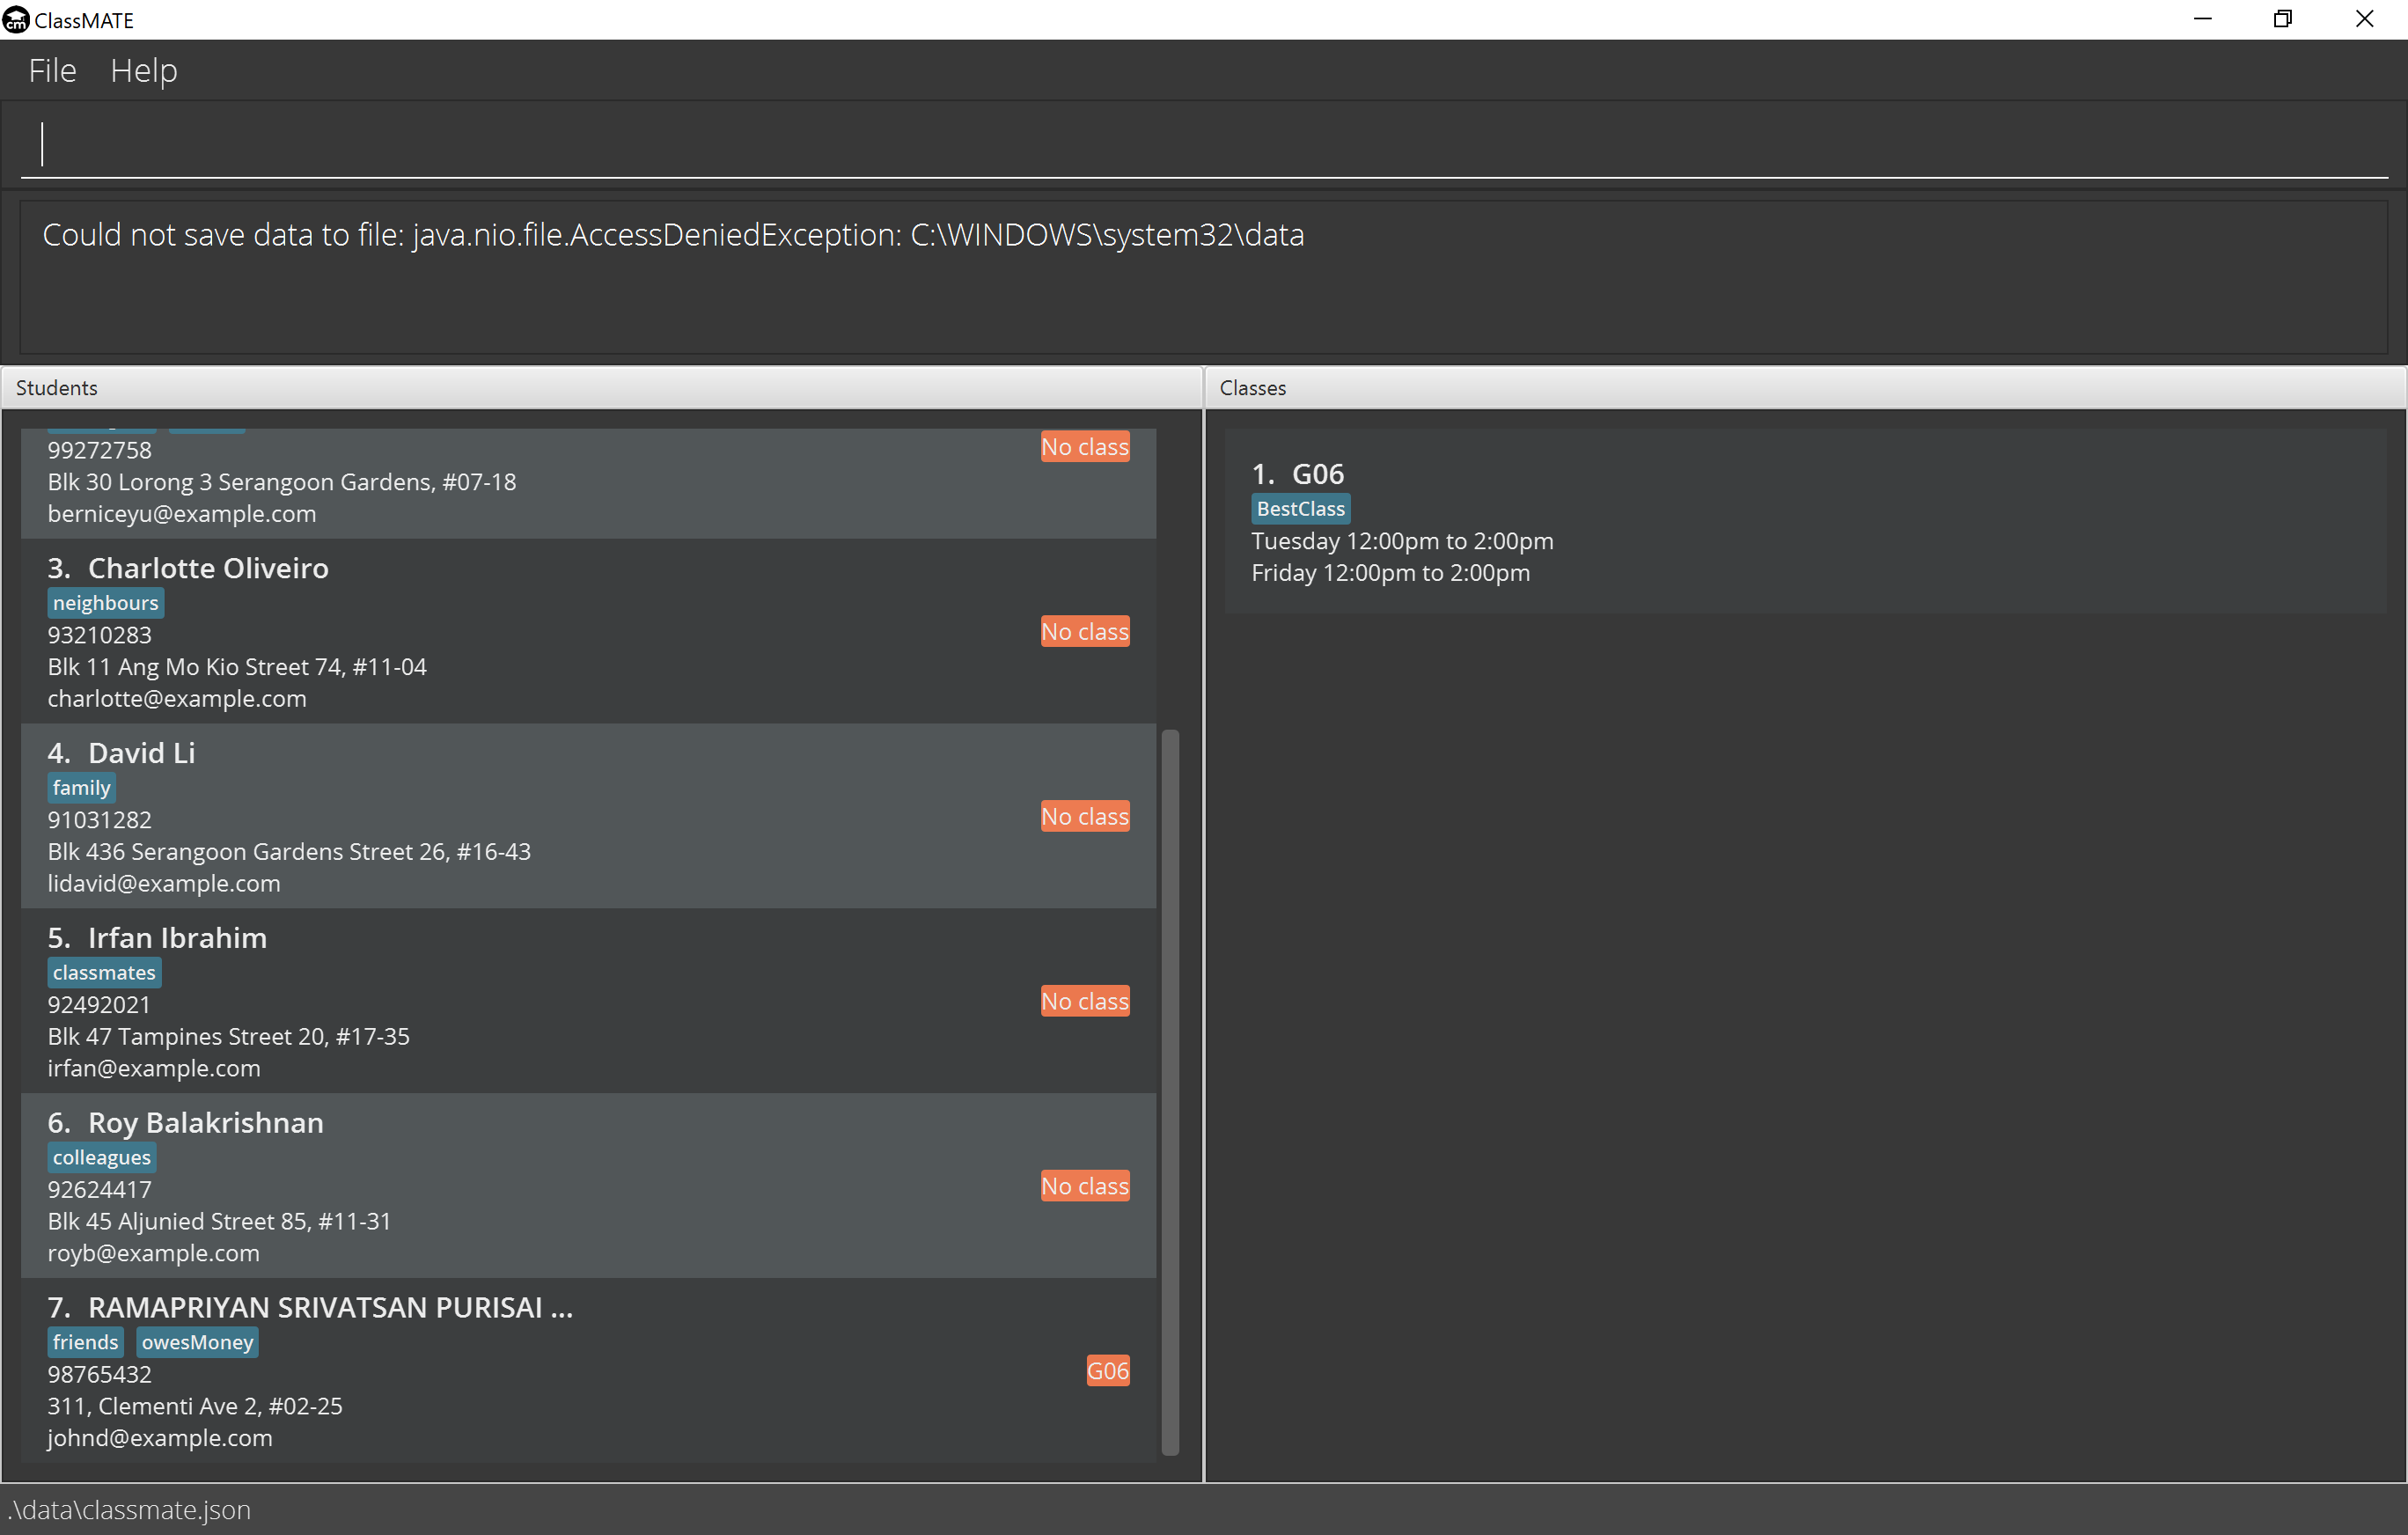 cm ClassMATE
File Help
Could not save data to file: java.nio.file.AccessDeniedException: C:\WINDOWS\system32\data
Students
99272758
No class
Blk 30 Lorong 3 Serangoon Gardens, #07-18
berniceyu@example.com
3. Charlotte Oliveiro
neighbours
93210283
No class
Blk 11 Ang Mo Kio Street 74, #11-04
charlotte@example.com
4. David Li
family
91031282
No class
Blk 436 Serangoon Gardens Street 26, #16-43
lidavid@example.com
5. Irfan Ibrahim
classmates
92492021
No class
Blk 47 Tampines Street 20, #17-35
irfan@example.com
6. Roy Balakrishnan
colleagues
92624417
No class
Blk 45 Aljunied Street 85, #11-31
royb@example.com
7. RAMAPRIYAN SRIVATSAN PURISAI ...
friends owesMoney
98765432
G06
311, Clementi Ave 2, #02-25
johnd@example.com
Classes
1. G06
BestClass
Tuesday 12:00pm to 2:00pm
Friday 12:00pm to 2:00pm
.\data\classmate.json